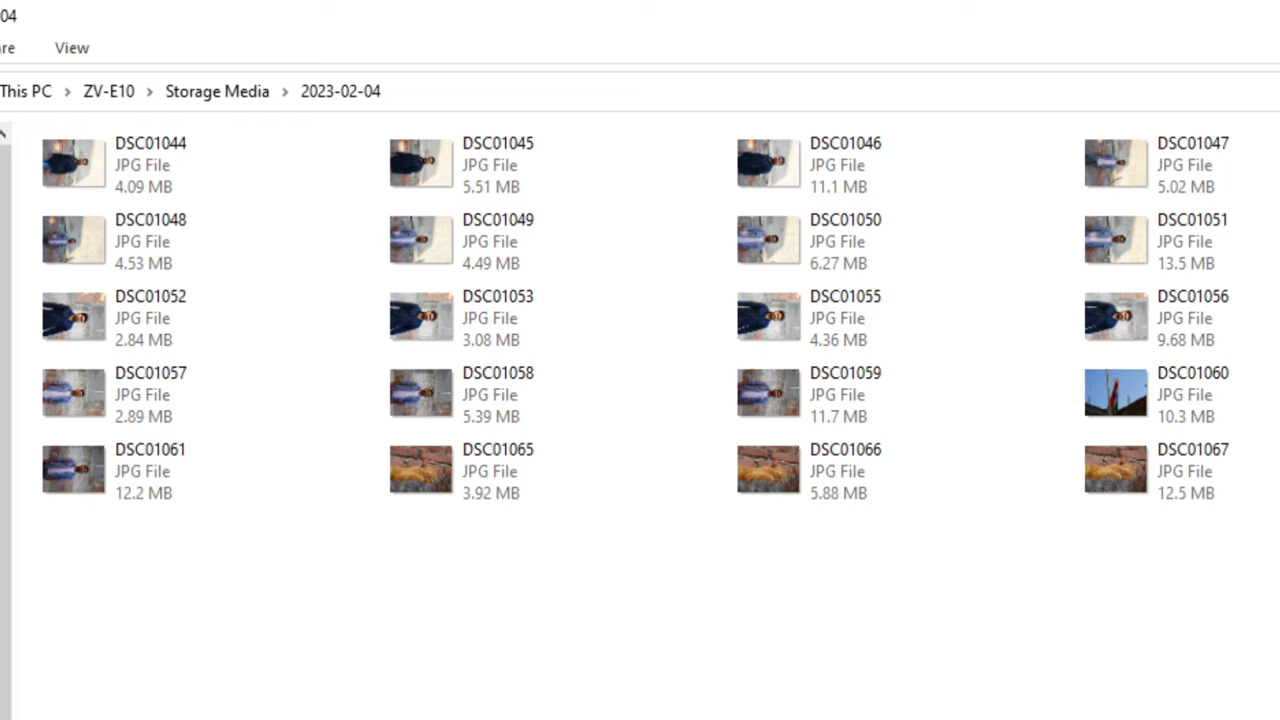 04
re
View
This PC > ZV-E10 > Storage Media > 2023-02-04
DSC01044
JPG File
4.09 MB
DSC01045
JPG File
5.51 MB
DSC01046
JPG File
11.1 MB
DSC01047
JPG File
5.02 MB
DSC01048
JPG File
4.53 MB
DSC01049
JPG File
4.49 MB
DSC01050
JPG File
6.27 MB
DSC01051
JPG File
13.5 MB
DSC01052
JPG File
2.84 MB
DSC01053
JPG File
3.08 MB
DSC01055
JPG File
4.36 MB
DSC01056
JPG File
9.68 MB
DSC01057
JPG File
2.89 MB
DSC01058
JPG File
5.39 MB
DSC01059
JPG File
11.7 MB
DSC01060
JPG File
10.3 MB
DSC01061
JPG File
12.2 MB
DSC01065
JPG File
3.92 MB
DSC01066
JPG File
5.88 MB
DSC01067
JPG File
12.5 MB